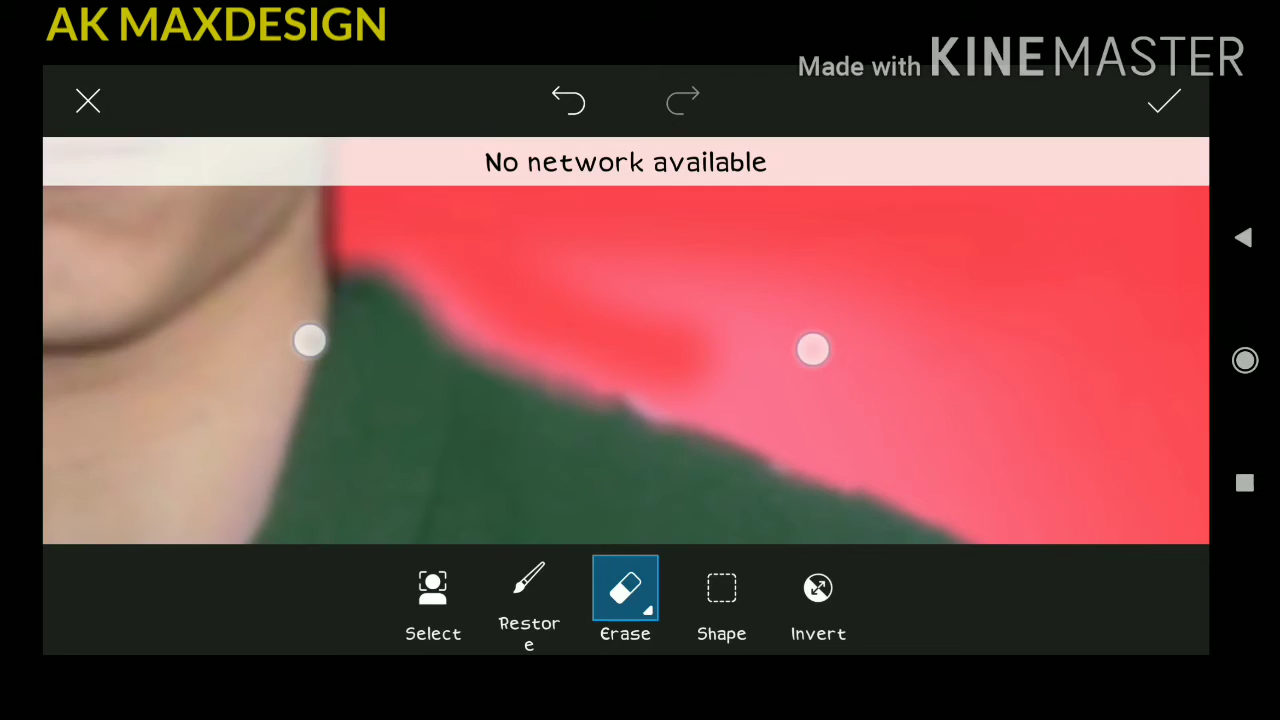 AK MAXDESIGN
Made with KINEMASTER
No network available
Select
Restor
e
Erase
Shape
Invert